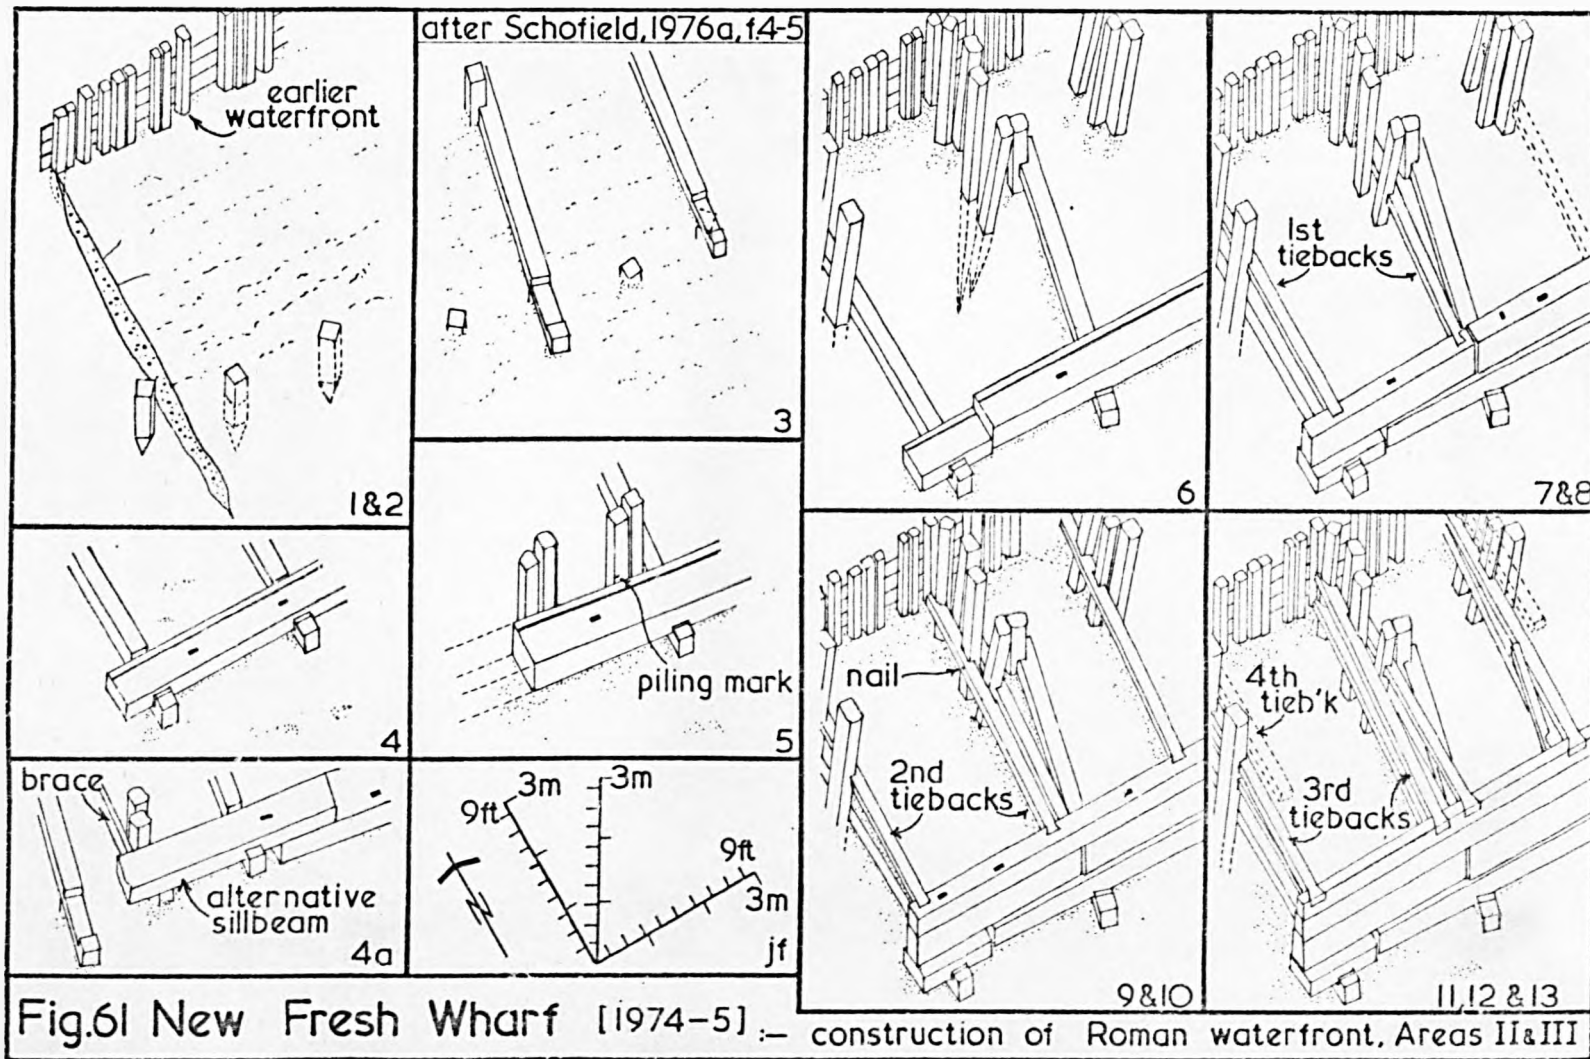 earlier
waterfront
1&2
after Schofield, 1976a, f.4-5
3
4
piling mark
5
brace
alternative
sillbeam
4a
9ft
3m
3m
9ft
3m
jf
6
1st
tiebacks
7&8
nail
2nd
tiebacks
9&10
4th
tieb'k
3rd
tiebacks
11,12 & 13
Fig.61 New Fresh Wharf [1974-5] :- construction of Roman waterfront, Areas II & III